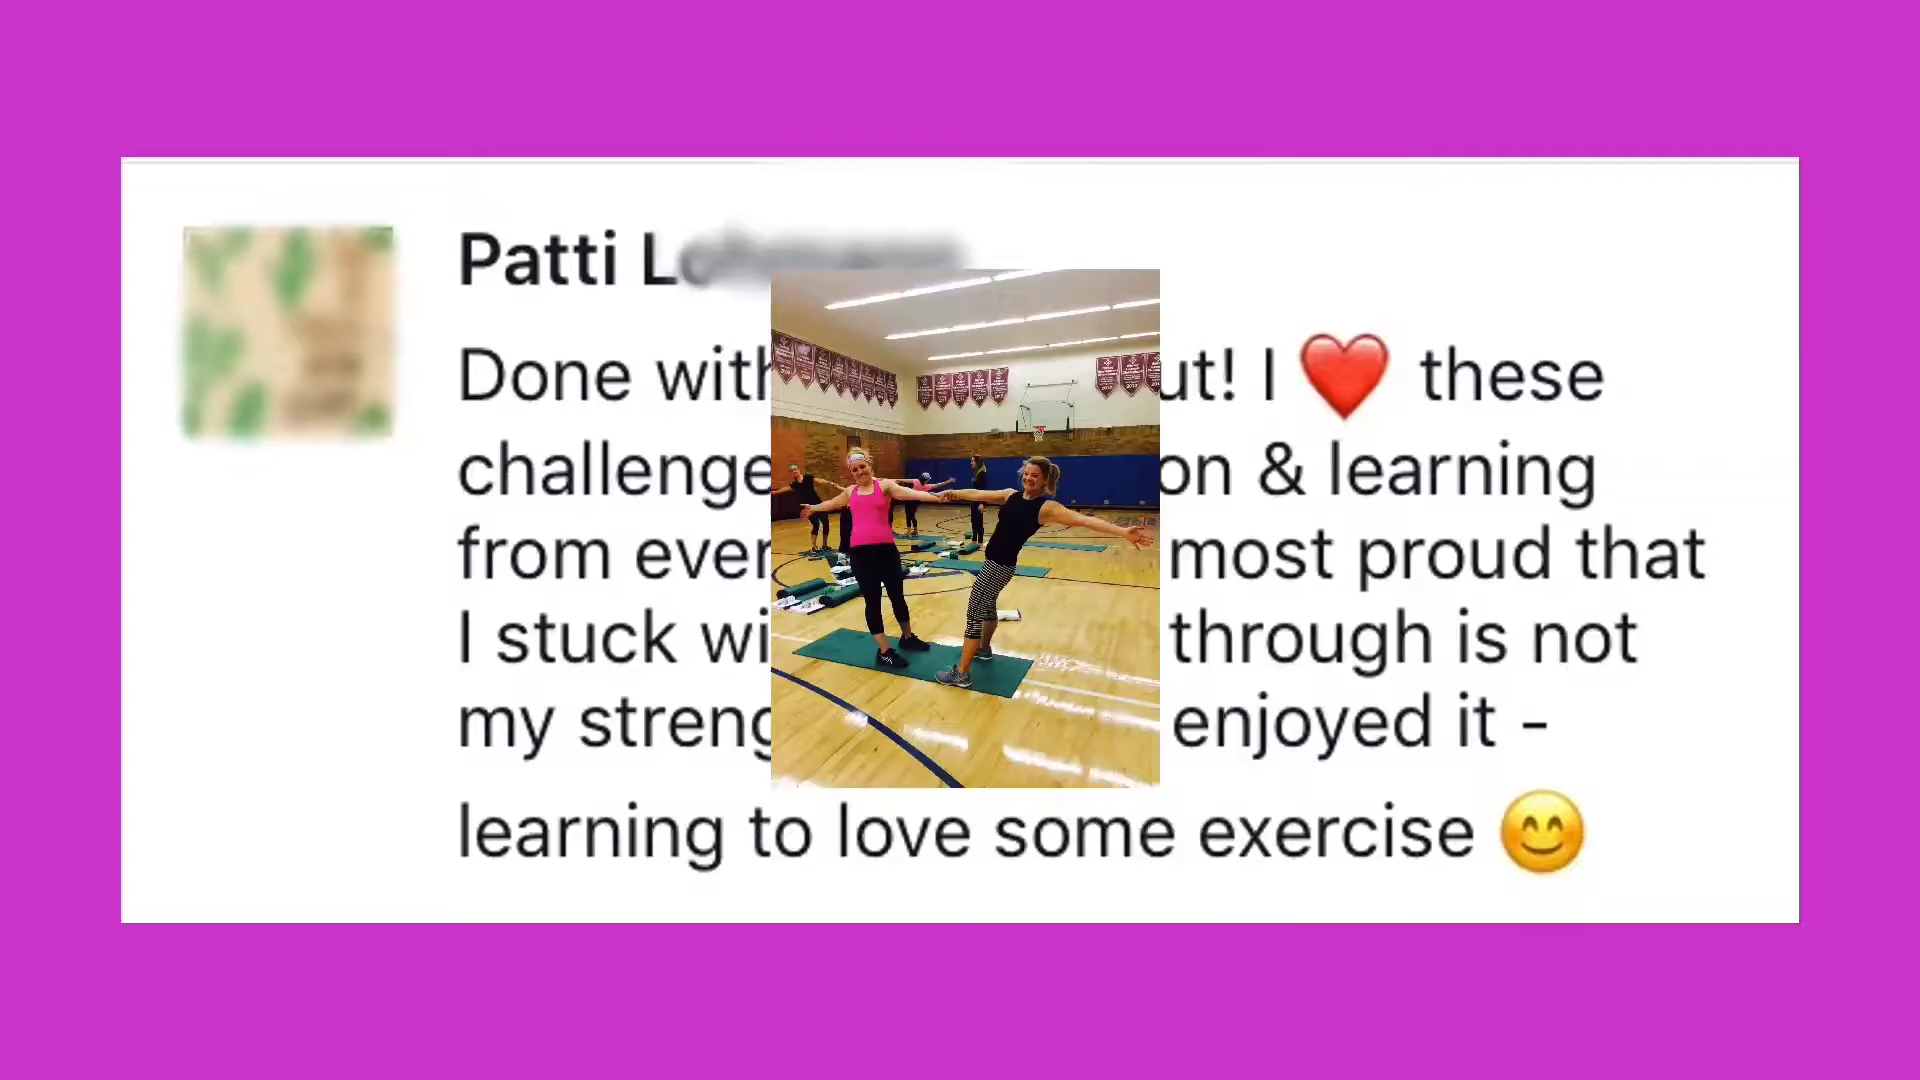 Patti L
Done with ut! I ❤️ these
challenge on & learning
from ever most proud that
I stuck wi through is not
my streng enjoyed it -
learning to love some exercise 😊